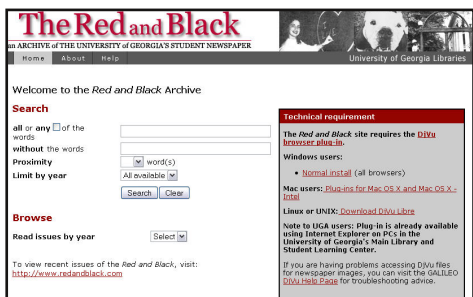 The Red and Black
an ARCHIVE of THE UNIVERSITY of GEORGIA'S STUDENT NEWSPAPER
Home About Help University of Georgia Libraries
Welcome to the Red and Black Archive
Search
all or any of the
words
without the words
Proximity word(s)
Limit by year All available
Search Clear
Browse
Read issues by year Select
To view recent issues of the Red and Black, visit:
http://www.redandblack.com
Technical requirement
The Red and Black site requires the DjVu
browser plug-in.
Windows users:
Normal install (all browsers)
Mac users: Plug-ins for Mac OS X and Mac OS X -
Intel
Linux or UNIX: Download DjVu Libre
Note to UGA users: Plug-in is already available
using Internet Explorer on PCs in the
University of Georgia's Main Library and
Student Learning Center.
If you are having problems accessing DjVu files
for newspaper images, you can visit the GALILEO
DjVu Help Page for troubleshooting advice.